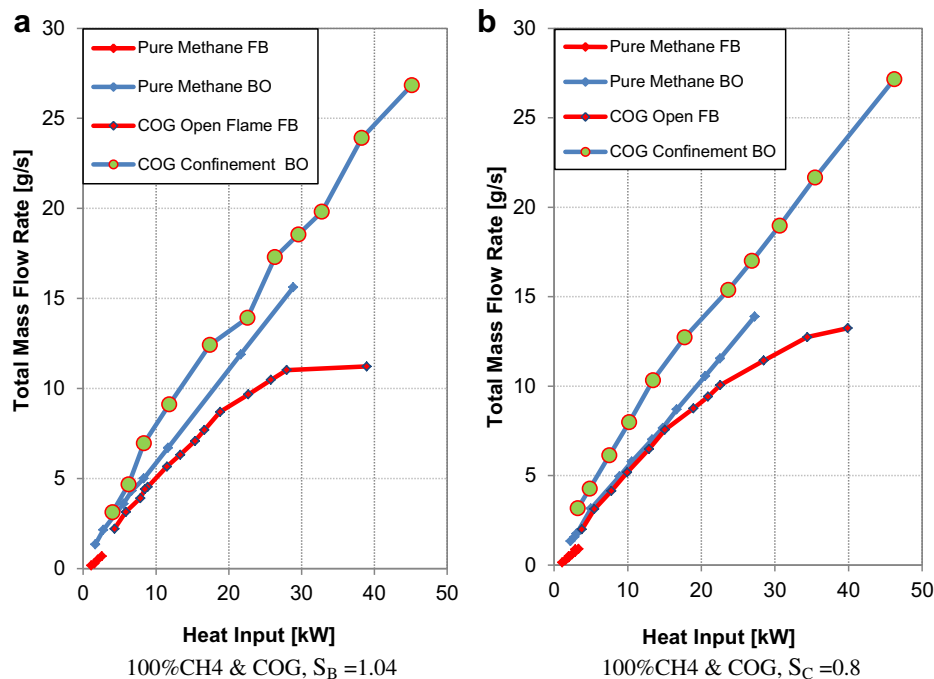 a
30
25
20
15
10
5
0
Total Mass Flow Rate [g/s]
Pure Methane FB
Pure Methane BO
COG Open Flame FB
COG Confinement BO
0 10 20 30 40 50
Heat Input [kW]
100%CH4 & COG, S_B =1.04
b
30
25
20
15
10
5
0
Total Mass Flow Rate [g/s]
Pure Methane FB
Pure Methane BO
COG Open FB
COG Confinement BO
0 10 20 30 40 50
Heat Input [kW]
100%CH4 & COG, S_C =0.8